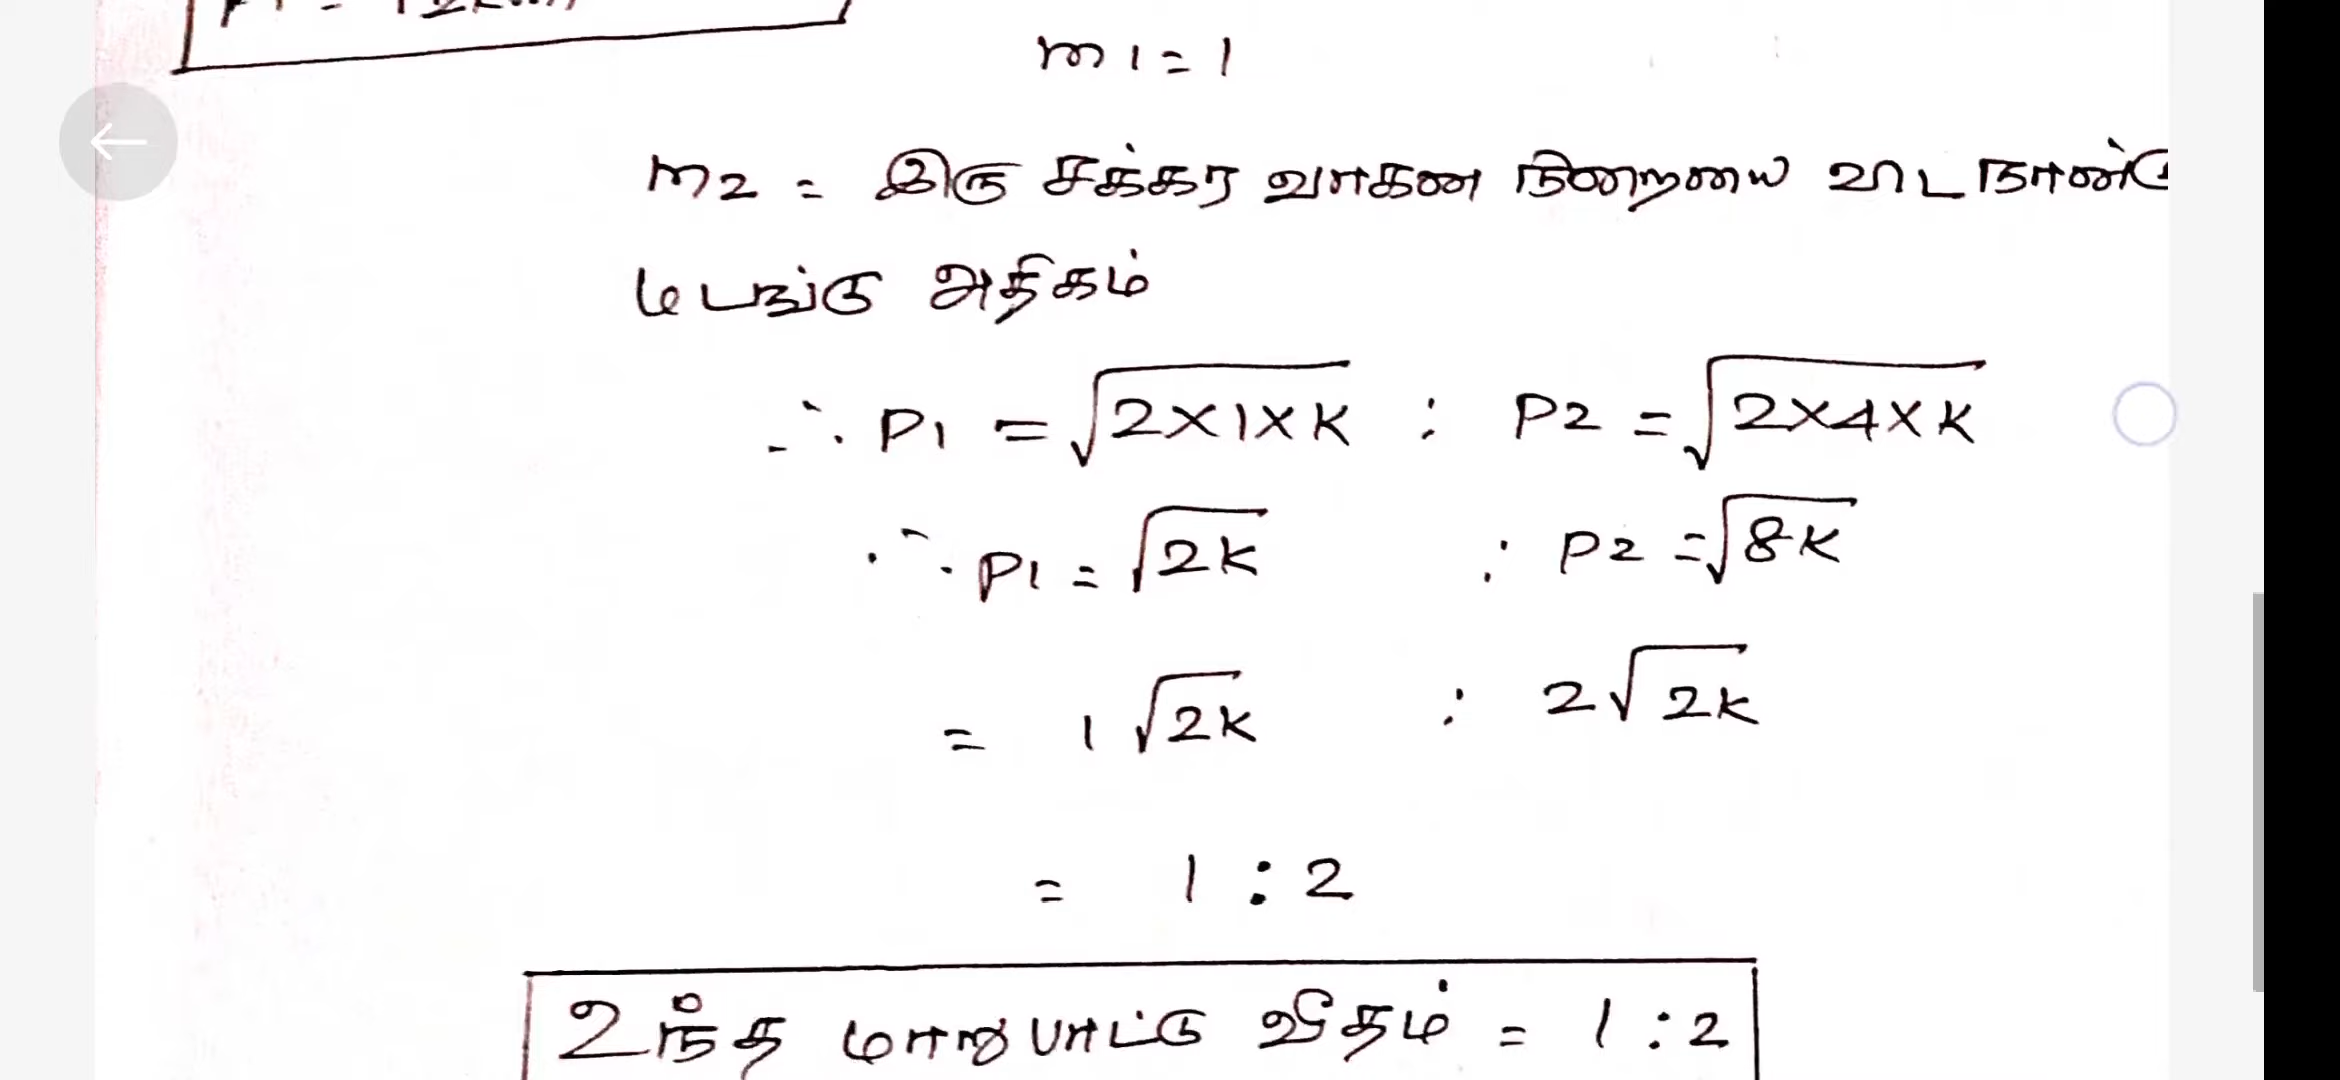 m1 = 1
m2 = இரு சக்கர வாகன நிறையை விட நான்கு
மடங்கு அதிகம்
∴ P1 = √2×1×K : P2 = √2×4×K
∴ P1 = √2K : P2 = √8K
= 1√2K : 2√2K
= 1 : 2
உந்த மாறுபாட்டு வீதம் = 1 : 2